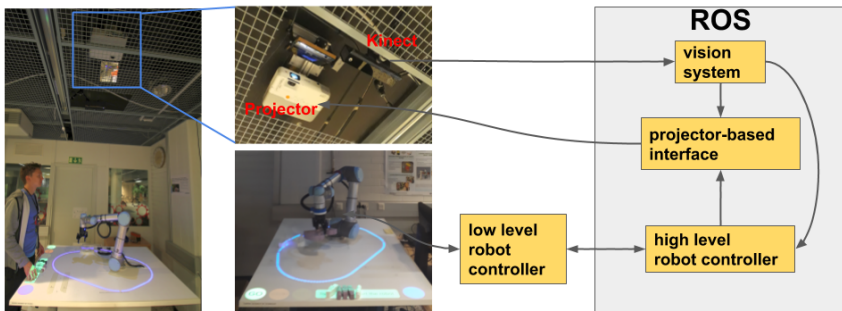 ROS
Kinect
Projector
vision
system
projector-based
interface
low level
robot
controller
high level
robot controller